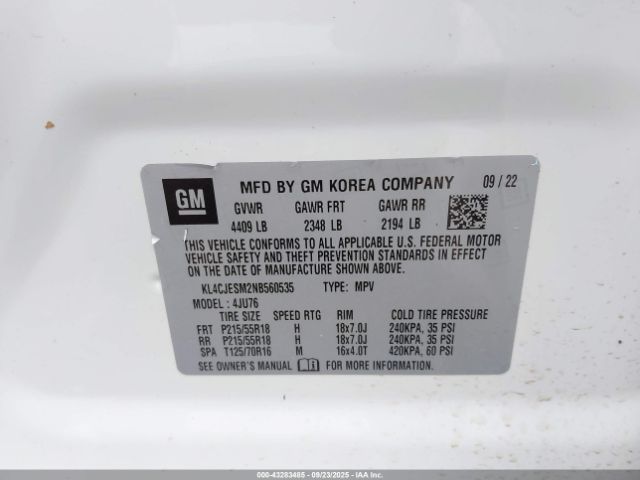 GM
MFD BY GM KOREA COMPANY 09 / 22
GVWR GAWR FRT GAWR RR
4409 LB 2348 LB 2194 LB
THIS VEHICLE CONFORMS TO ALL APPLICABLE U.S. FEDERAL MOTOR
VEHICLE SAFETY AND THEFT PREVENTION STANDARDS IN EFFECT ON
THE DATE OF MANUFACTURE SHOWN ABOVE.
KL4CJESM2NB560535 TYPE: MPV
MODEL : 4JU76
TIRE SIZE SPEED RTG RIM COLD TIRE PRESSURE
FRT P215/55R18 H 18x7.0J 240KPA, 35 PSI
RR P215/55R18 H 18x7.0J 240KPA, 35 PSI
SPA T125/70R16 M 16x4.0T 420KPA, 60 PSI
SEE OWNER'S MANUAL i FOR MORE INFORMATION.
000-43283485 - 09/23/2025 - IAAI.COM